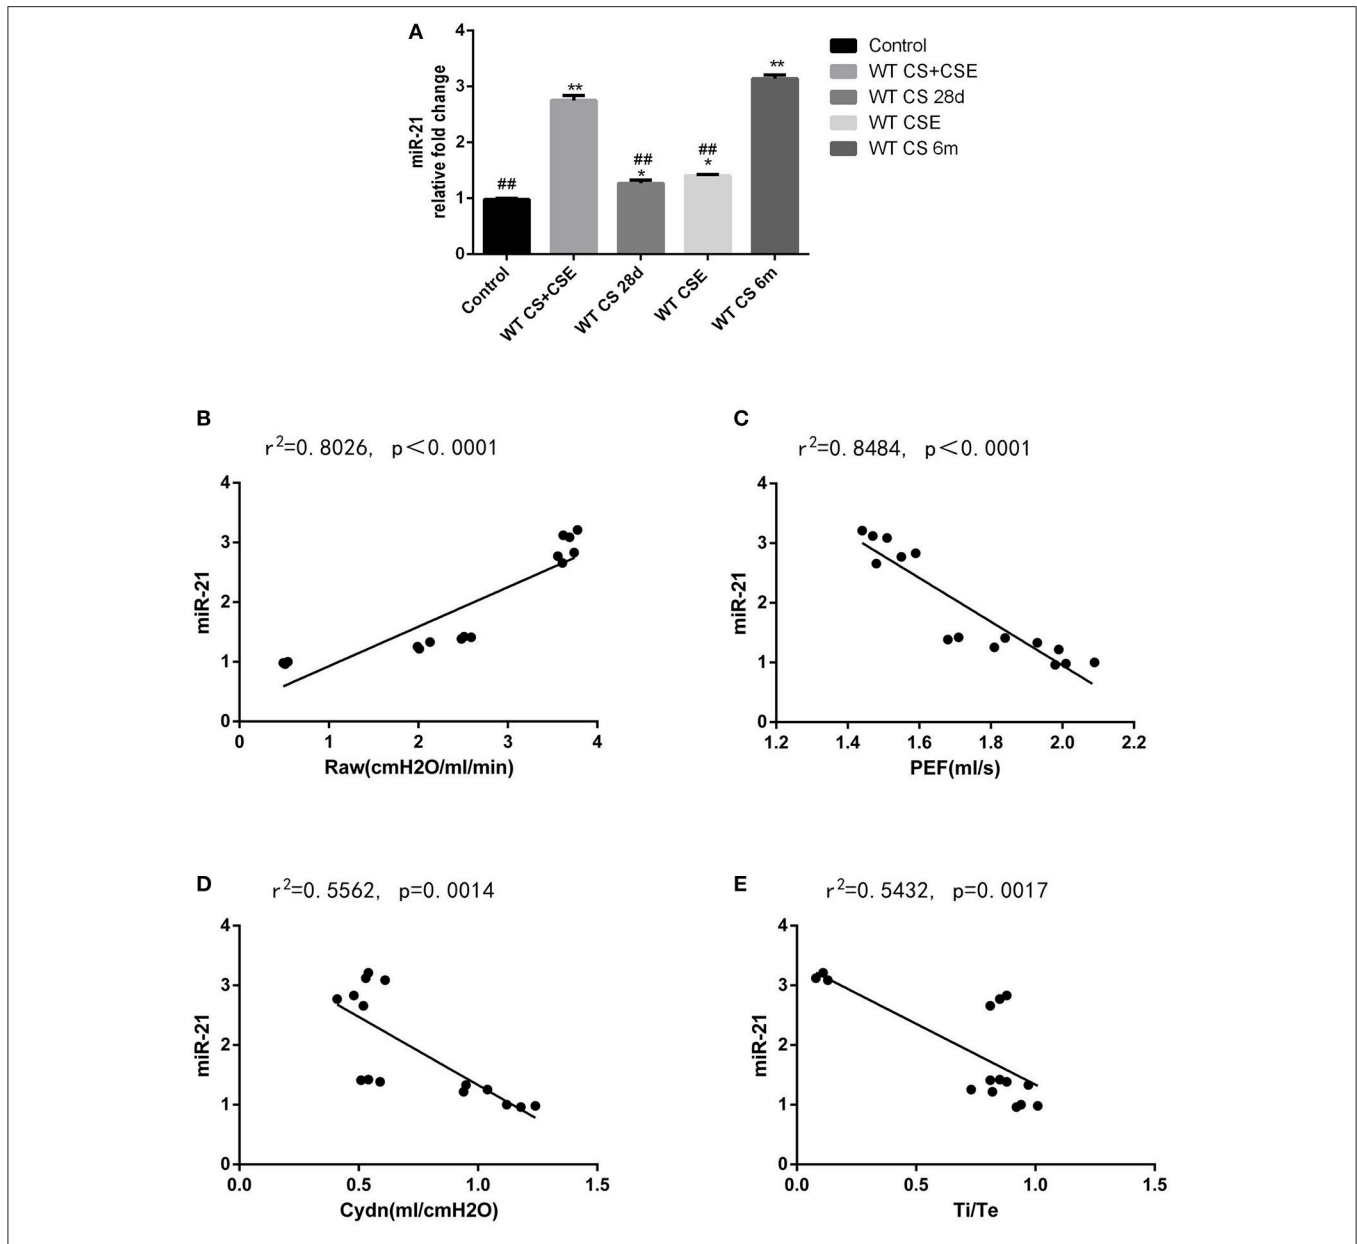 A
miR-21
relative fold change
4
3
2
1
0
##
**
##
*
##
*
**
Control
WT CS+CSE
WT CS 28d
WT CSE
WT CS 6m
Control
WT CS+CSE
WT CS 28d
WT CSE
WT CS 6m
B
r²=0.8026, p<0.0001
miR-21
4
3
2
1
0
0 1 2 3 4
Raw(cmH2O/ml/min)
C
r²=0.8484, p<0.0001
miR-21
4
3
2
1
0
1.2 1.4 1.6 1.8 2.0 2.2
PEF(ml/s)
D
r²=0.5562, p=0.0014
miR-21
4
3
2
1
0
0.0 0.5 1.0 1.5
Cydn(ml/cmH2O)
E
r²=0.5432, p=0.0017
miR-21
4
3
2
1
0
0.0 0.5 1.0 1.5
Ti/Te